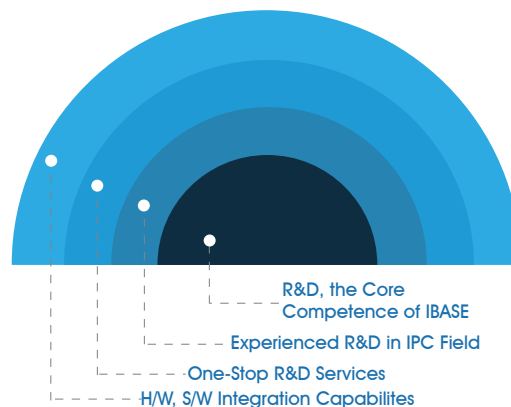 R&D, the Core
Competence of IBASE
Experienced R&D in IPC Field
One-Stop R&D Services
H/W, S/W Integration Capabilites